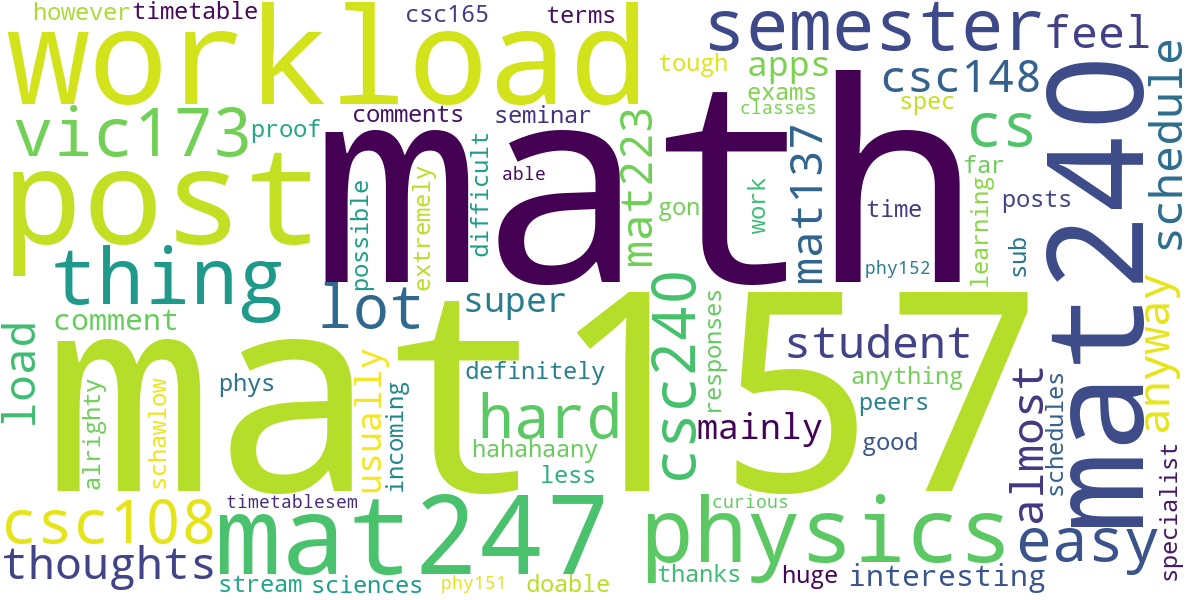 however
timetable
csc165
terms
workload
semester
feel
tough
apps
csc148
schedule
exams
classes
spec
vic173
proof
comments
seminar
math
mat223
mat137
cs
mat240
post
possible
extremely
difficult
able
gon
work
time
far
learning
posts
phy152
sub
thing
lot
super
comment
load
mat157
csc240
responses
student
anyway
alrighty
schawlow
phys
usually
incoming
definitely
hard
hahahaany
less
mainly
anything
peers
good
almost
schedules
specialist
csc108
timetablesem
mat247
curious
physics
easy
thoughts
stream
sciences
phy151
doable
thanks
huge
interesting